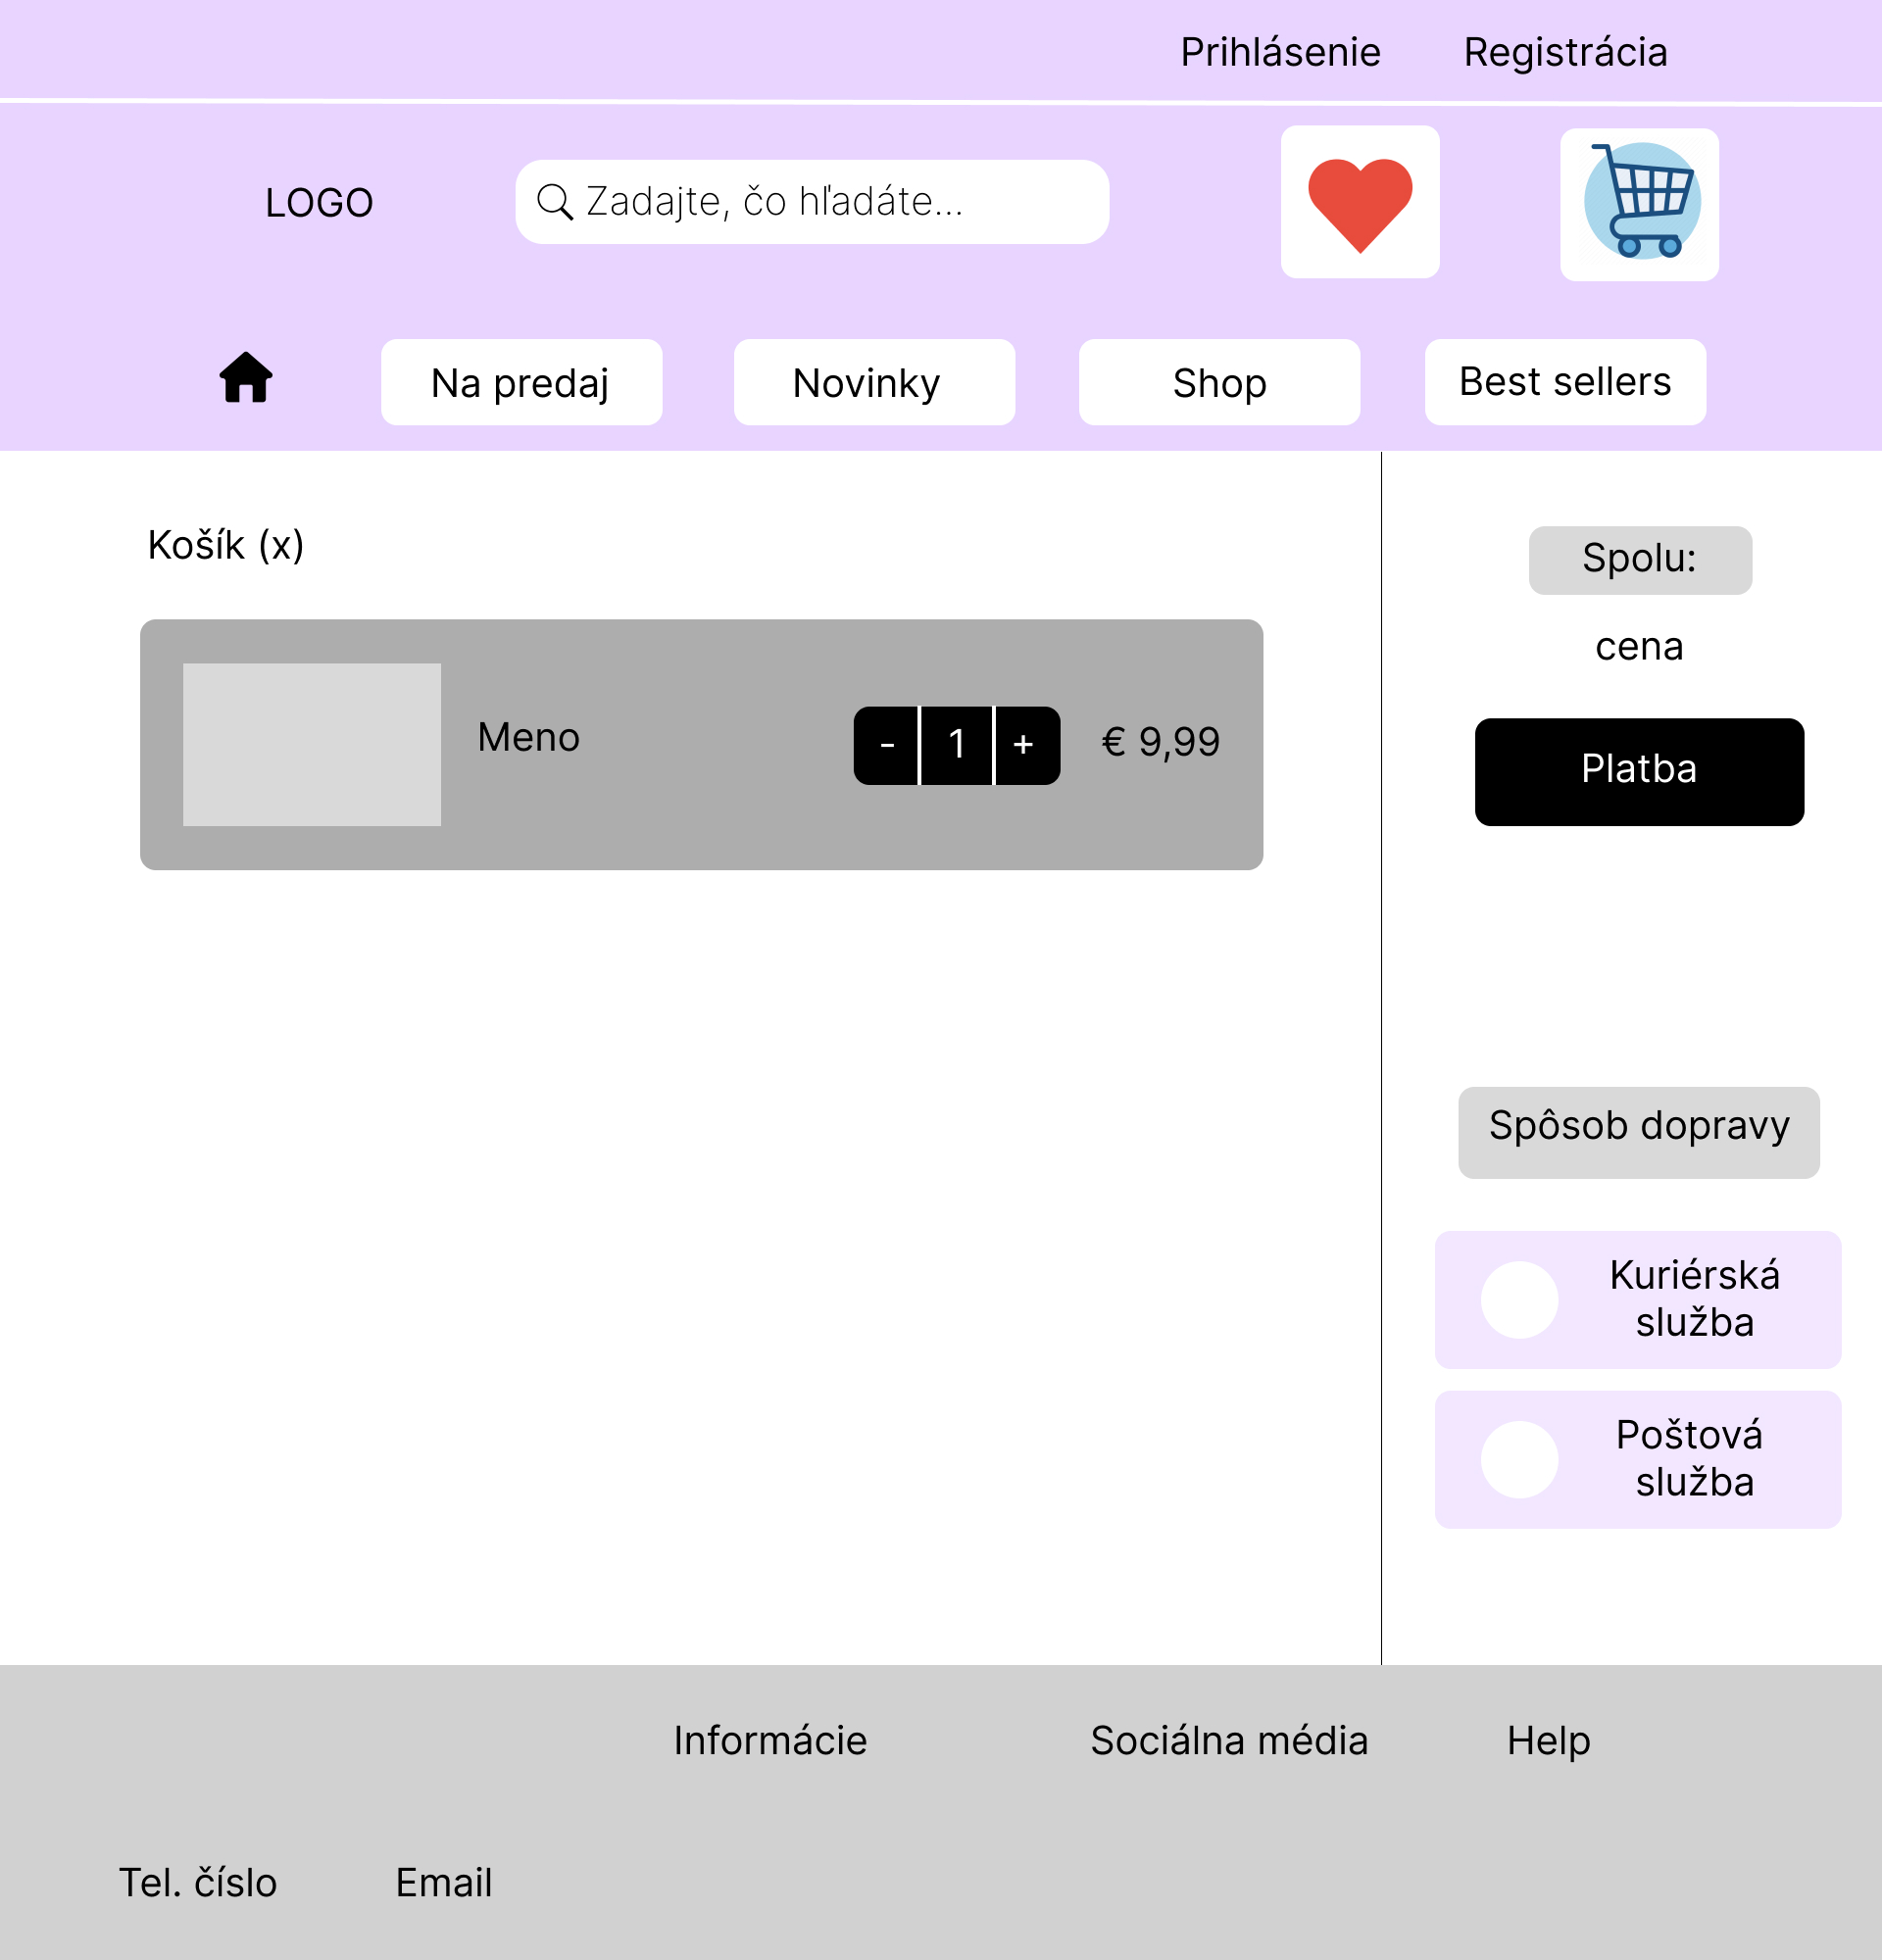 Prihlásenie Registrácia
LOGO
Zadajte, čo hľadáte...
Na predaj
Novinky
Shop
Best sellers
Košík (x)
Meno
- 1 +
€ 9,99
Spolu:
cena
Platba
Spôsob dopravy
Kuriérská
služba
Poštová
služba
Informácie
Sociálna média
Help
Tel. číslo
Email